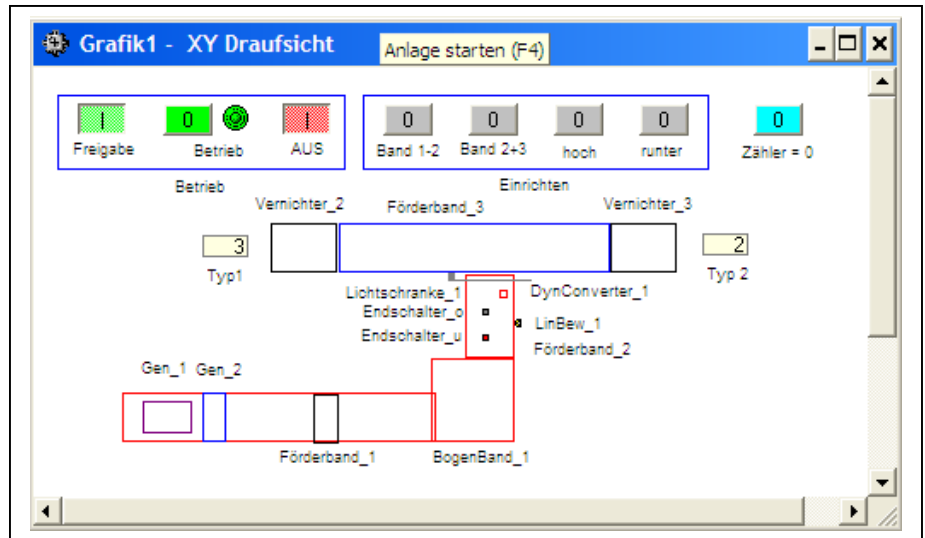 Grafik1 - XY Draufsicht
Anlage starten (F4)
I 0 I 0 0 0 0 0
Freigabe Betrieb AUS Band 1-2 Band 2+3 hoch runter Zähler = 0
Betrieb Einrichten
Vernichter_2 Förderband_3 Vernichter_3
3 2
Typ1 Typ 2
Lichtschranke_1 DynConverter_1
Endschalter_o LinBew_1
Endschalter_u Förderband_2
Gen_1 Gen_2
Förderband_1 BogenBand_1